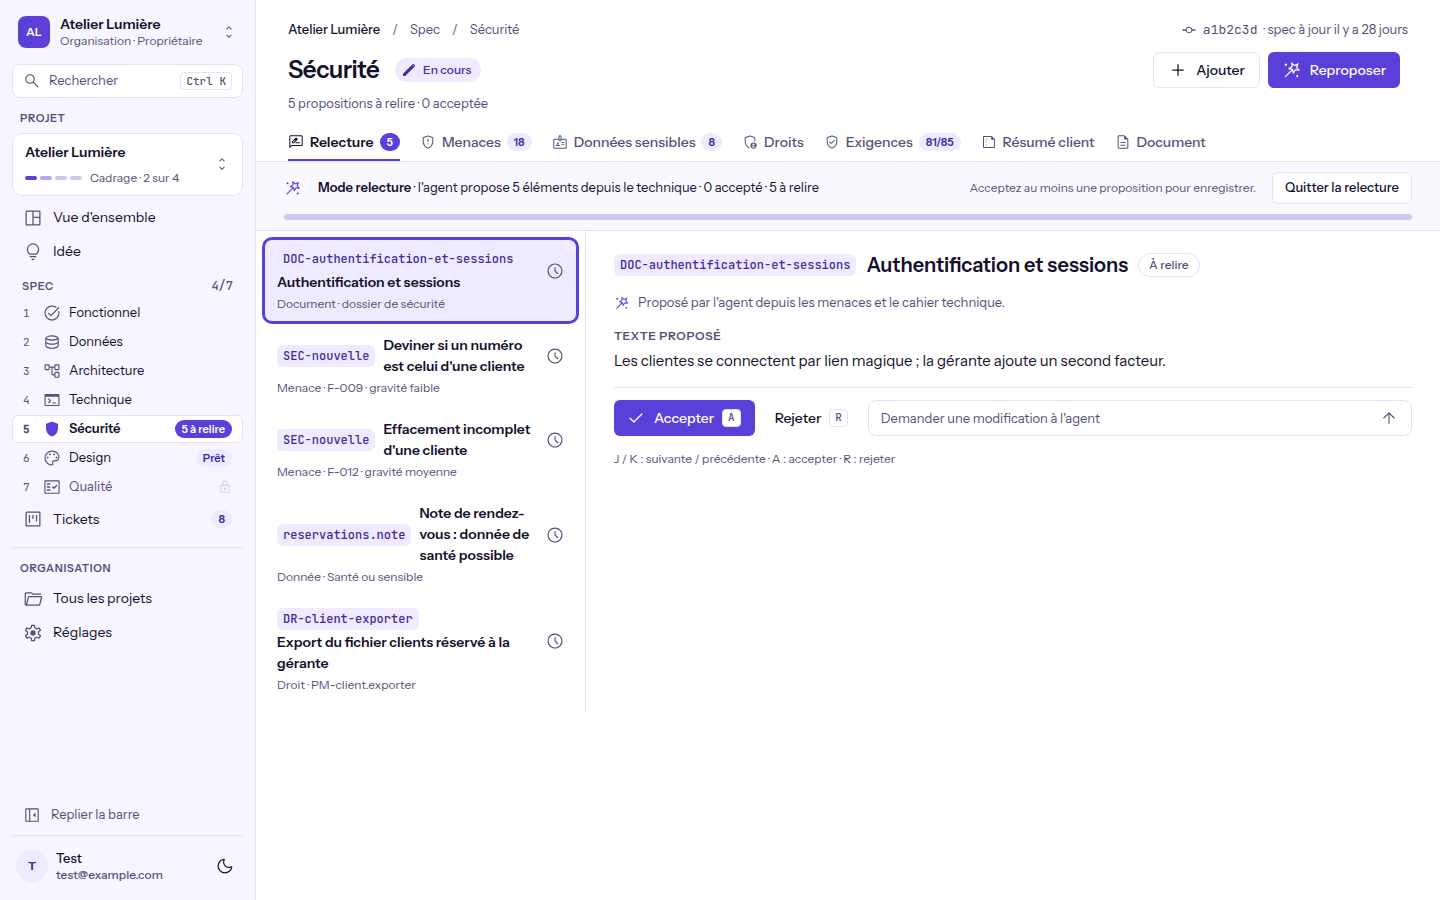 AL
Atelier Lumière
Organisation · Propriétaire
Rechercher
Ctrl K
PROJET
Atelier Lumière
Cadrage · 2 sur 4
Vue d'ensemble
Idée
SPEC
4/7
1 Fonctionnel
2 Données
3 Architecture
4 Technique
5 Sécurité 5 à relire
6 Design Prêt
7 Qualité
Tickets 8
ORGANISATION
Tous les projets
Réglages
Replier la barre
T
Test
test@example.com
Atelier Lumière / Spec / Sécurité
a1b2c3d · spec à jour il y a 28 jours
Sécurité
En cours
Ajouter
Reproposer
5 propositions à relire · 0 acceptée
Relecture 5
Menaces 18
Données sensibles 8
Droits
Exigences 81/85
Résumé client
Document
Mode relecture · l'agent propose 5 éléments depuis le technique · 0 accepté · 5 à relire
Acceptez au moins une proposition pour enregistrer.
Quitter la relecture
DOC-authentification-et-sessions
Authentification et sessions
Document · dossier de sécurité
SEC-nouvelle
Deviner si un numéro
est celui d'une cliente
Menace · F-009 · gravité faible
SEC-nouvelle
Effacement incomplet
d'une cliente
Menace · F-012 · gravité moyenne
reservations.note
Note de rendez-
vous : donnée de
santé possible
Donnée · Santé ou sensible
DR-client-exporter
Export du fichier clients réservé à la
gérante
Droit · PM-client.exporter
DOC-authentification-et-sessions
Authentification et sessions
À relire
Proposé par l'agent depuis les menaces et le cahier technique.
TEXTE PROPOSÉ
Les clientes se connectent par lien magique ; la gérante ajoute un second facteur.
Accepter A
Rejeter R
Demander une modification à l'agent
J / K : suivante / précédente · A : accepter · R : rejeter